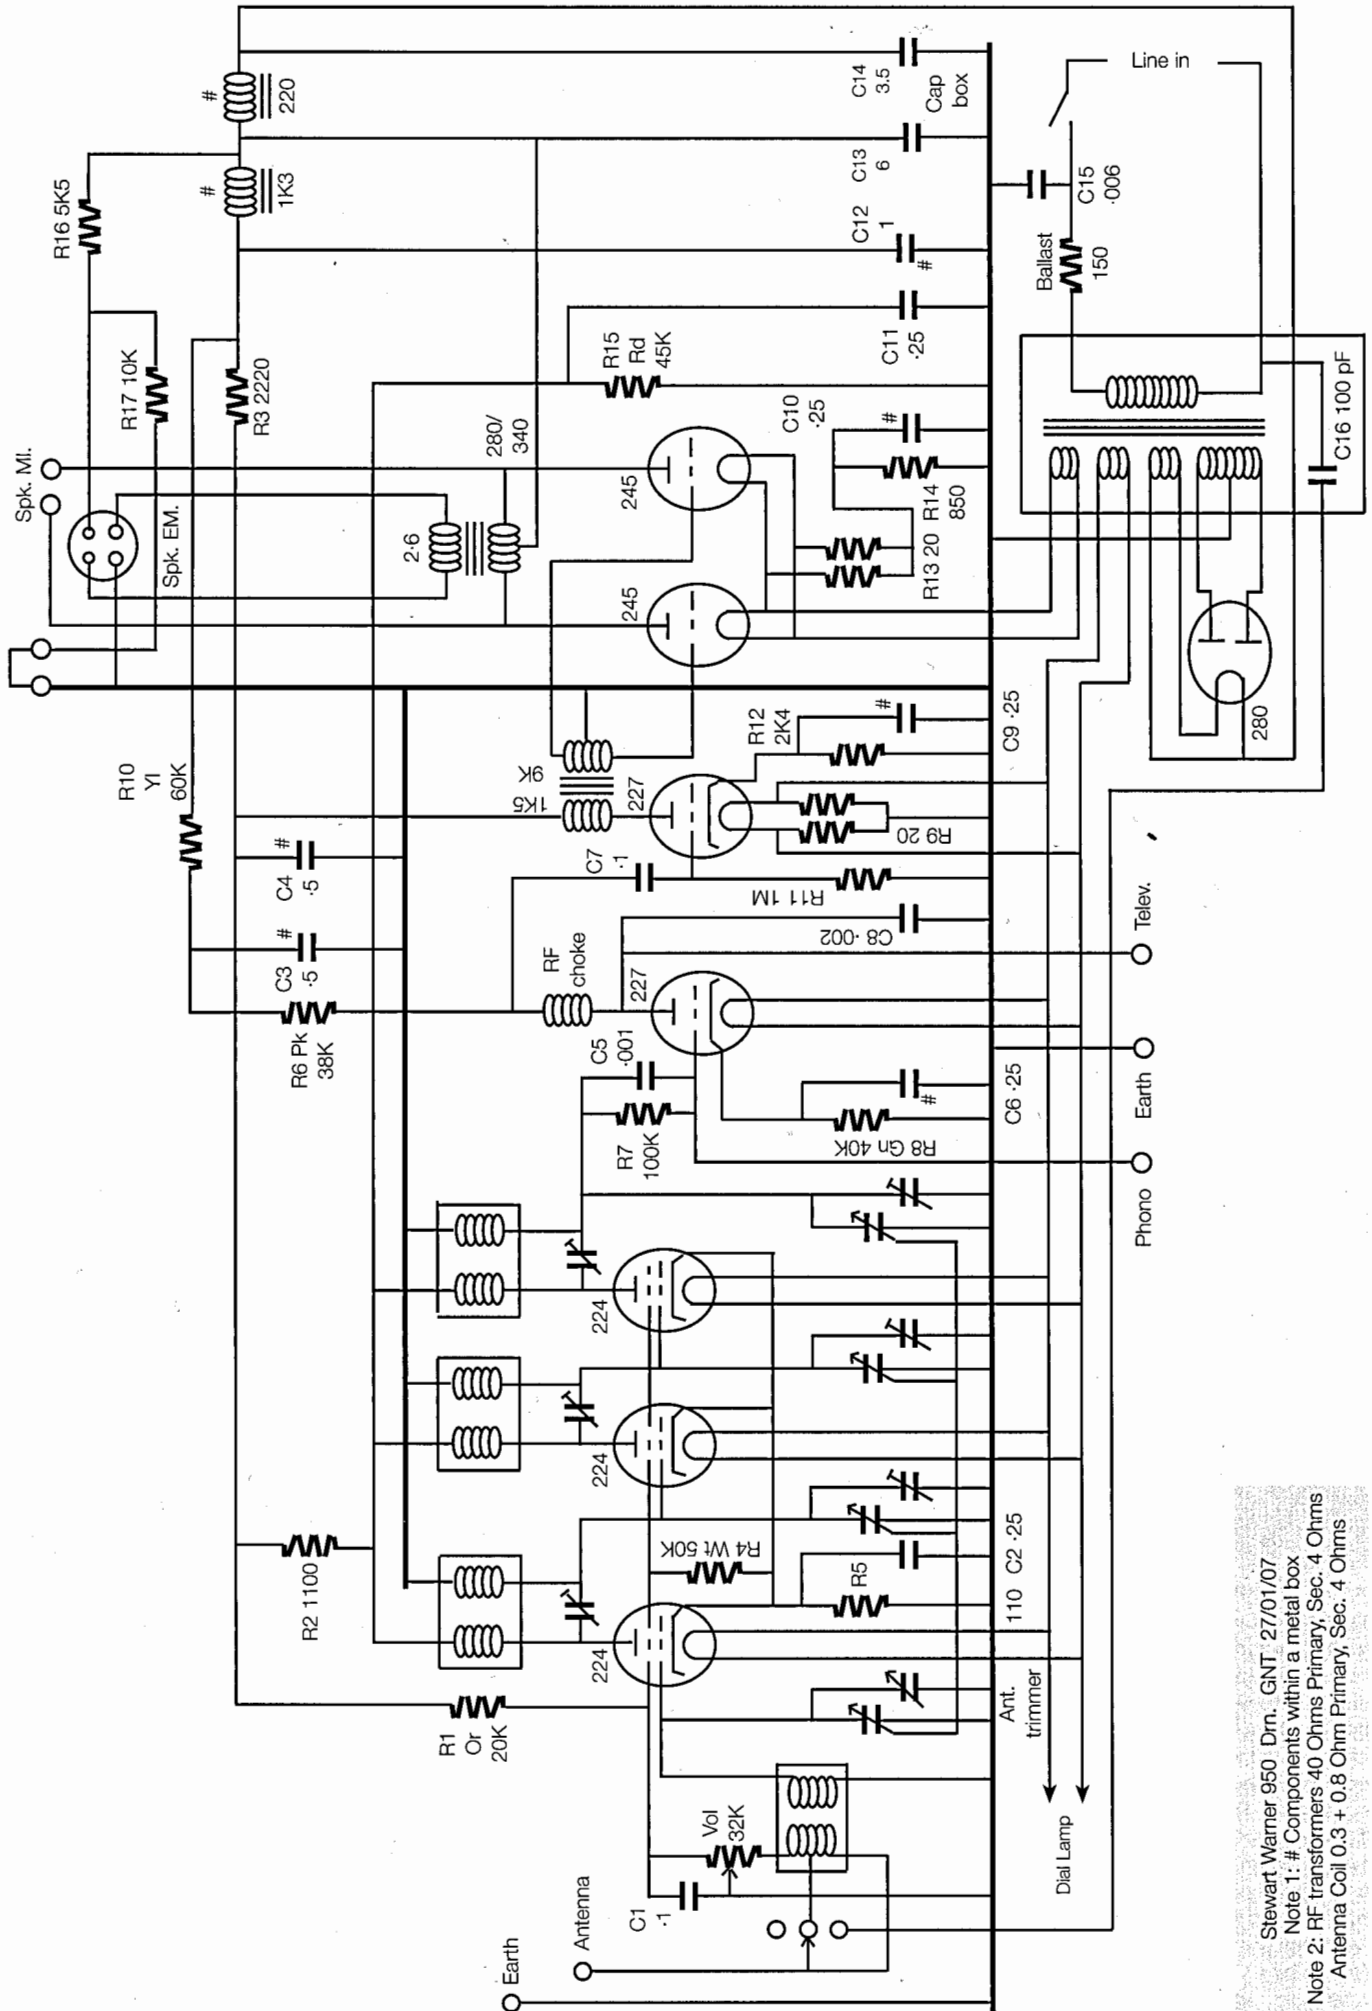 Earth
Antenna
C1
·1
Vol
32K
R1
Or
20K
R2 1100
224
224
224
R4 Wt 50K
R5
110
C2 ·25
Ant.
trimmer
Dial Lamp
R7
100K
C5
·001
R6 Pk
38K
C3
·5
#
C4
·5
#
RF
choke
227
R8 Gn 40K
C6 ·25
#
C8 ·002
R11 1M
C7
·1
R10
Yl
60K
1K5
9K
227
R9 20
R12
2K4
#
C9 ·25
Phono
Earth
Telev.
Spk. MI.
Spk. EM.
R17 10K
R16 5K5
R3 2220
2·6
280/
340
245
245
R13 20
R14
850
C10
·25
#
R15
Rd
45K
C11
·25
C12
1
#
C13
6
C14
3.5
Cap
box
#
1K3
#
220
280
C16 100 pF
Ballast
150
C15
·006
Line in
Stewart Warner 950 Drn. GNT 27/01/07
Note 1: # Components within a metal box
Note 2: RF transformers 40 Ohms Primary, Sec. 4 Ohms
Antenna Coil 0.3 + 0.8 Ohm Primary, Sec. 4 Ohms